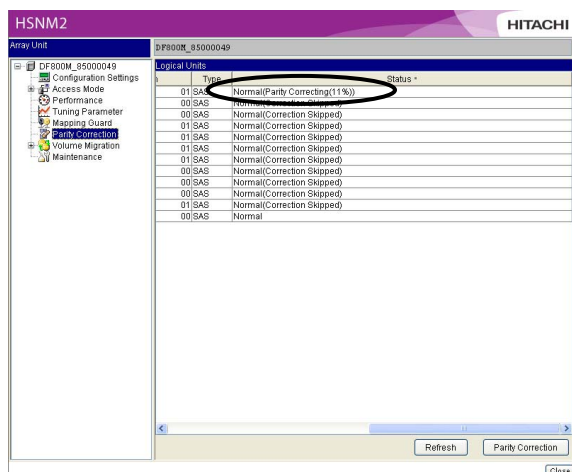 HSNM2
HITACHI
Array Unit
DF800M_85000049
DF800M_85000049
Configuration Settings
Access Mode
Performance
Tuning Parameter
Mapping Guard
Parity Correction
Volume Migration
Maintenance
Logical Units
Type Status
01 SAS Normal(Parity Correcting(11%))
00 SAS Normal(Correction Skipped)
00 SAS Normal(Correction Skipped)
01 SAS Normal(Correction Skipped)
01 SAS Normal(Correction Skipped)
01 SAS Normal(Correction Skipped)
01 SAS Normal(Correction Skipped)
00 SAS Normal(Correction Skipped)
00 SAS Normal(Correction Skipped)
01 SAS Normal(Correction Skipped)
00 SAS Normal
Refresh Parity Correction
Close